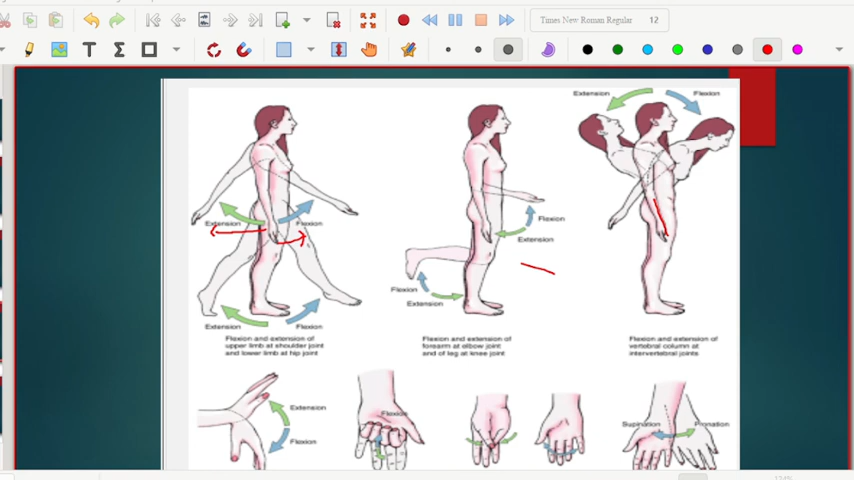 Times New Roman Regular 12
Extension Flexion
Extension Flexion
Flexion
Extension
Flexion
Extension
Extension Flexion
Flexion and extension of
upper limb at shoulder joint
and lower limb at hip joint
Flexion and extension of
forearm at elbow joint
and of leg at knee joint
Flexion and extension of
vertebral column at
intervertebral joints
Extension
Flexion
Flexion
Supination Pronation